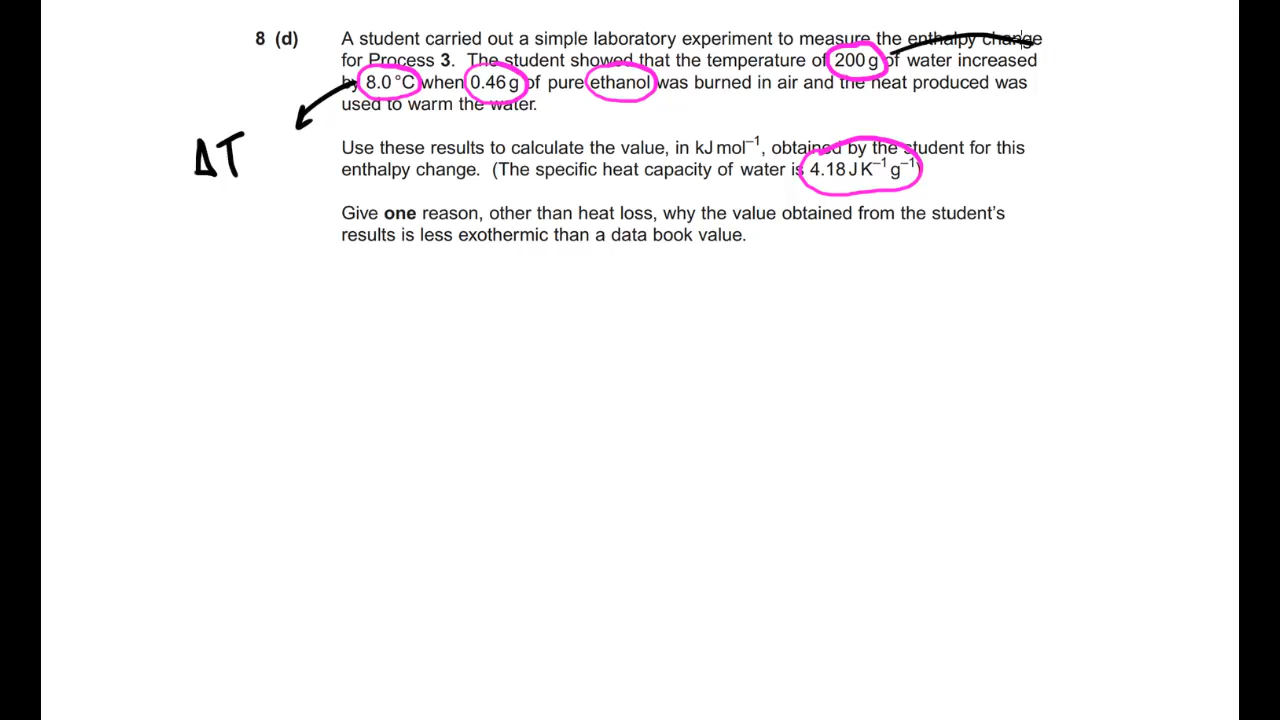 8 (d) A student carried out a simple laboratory experiment to measure the enthalpy change
for Process 3. The student showed that the temperature of 200 g of water increased
by 8.0 °C when 0.46 g of pure ethanol was burned in air and the heat produced was
used to warm the water.
ΔT
Use these results to calculate the value, in kJ mol⁻¹, obtained by the student for this
enthalpy change. (The specific heat capacity of water is 4.18 J K⁻¹ g⁻¹)
Give one reason, other than heat loss, why the value obtained from the student's
results is less exothermic than a data book value.